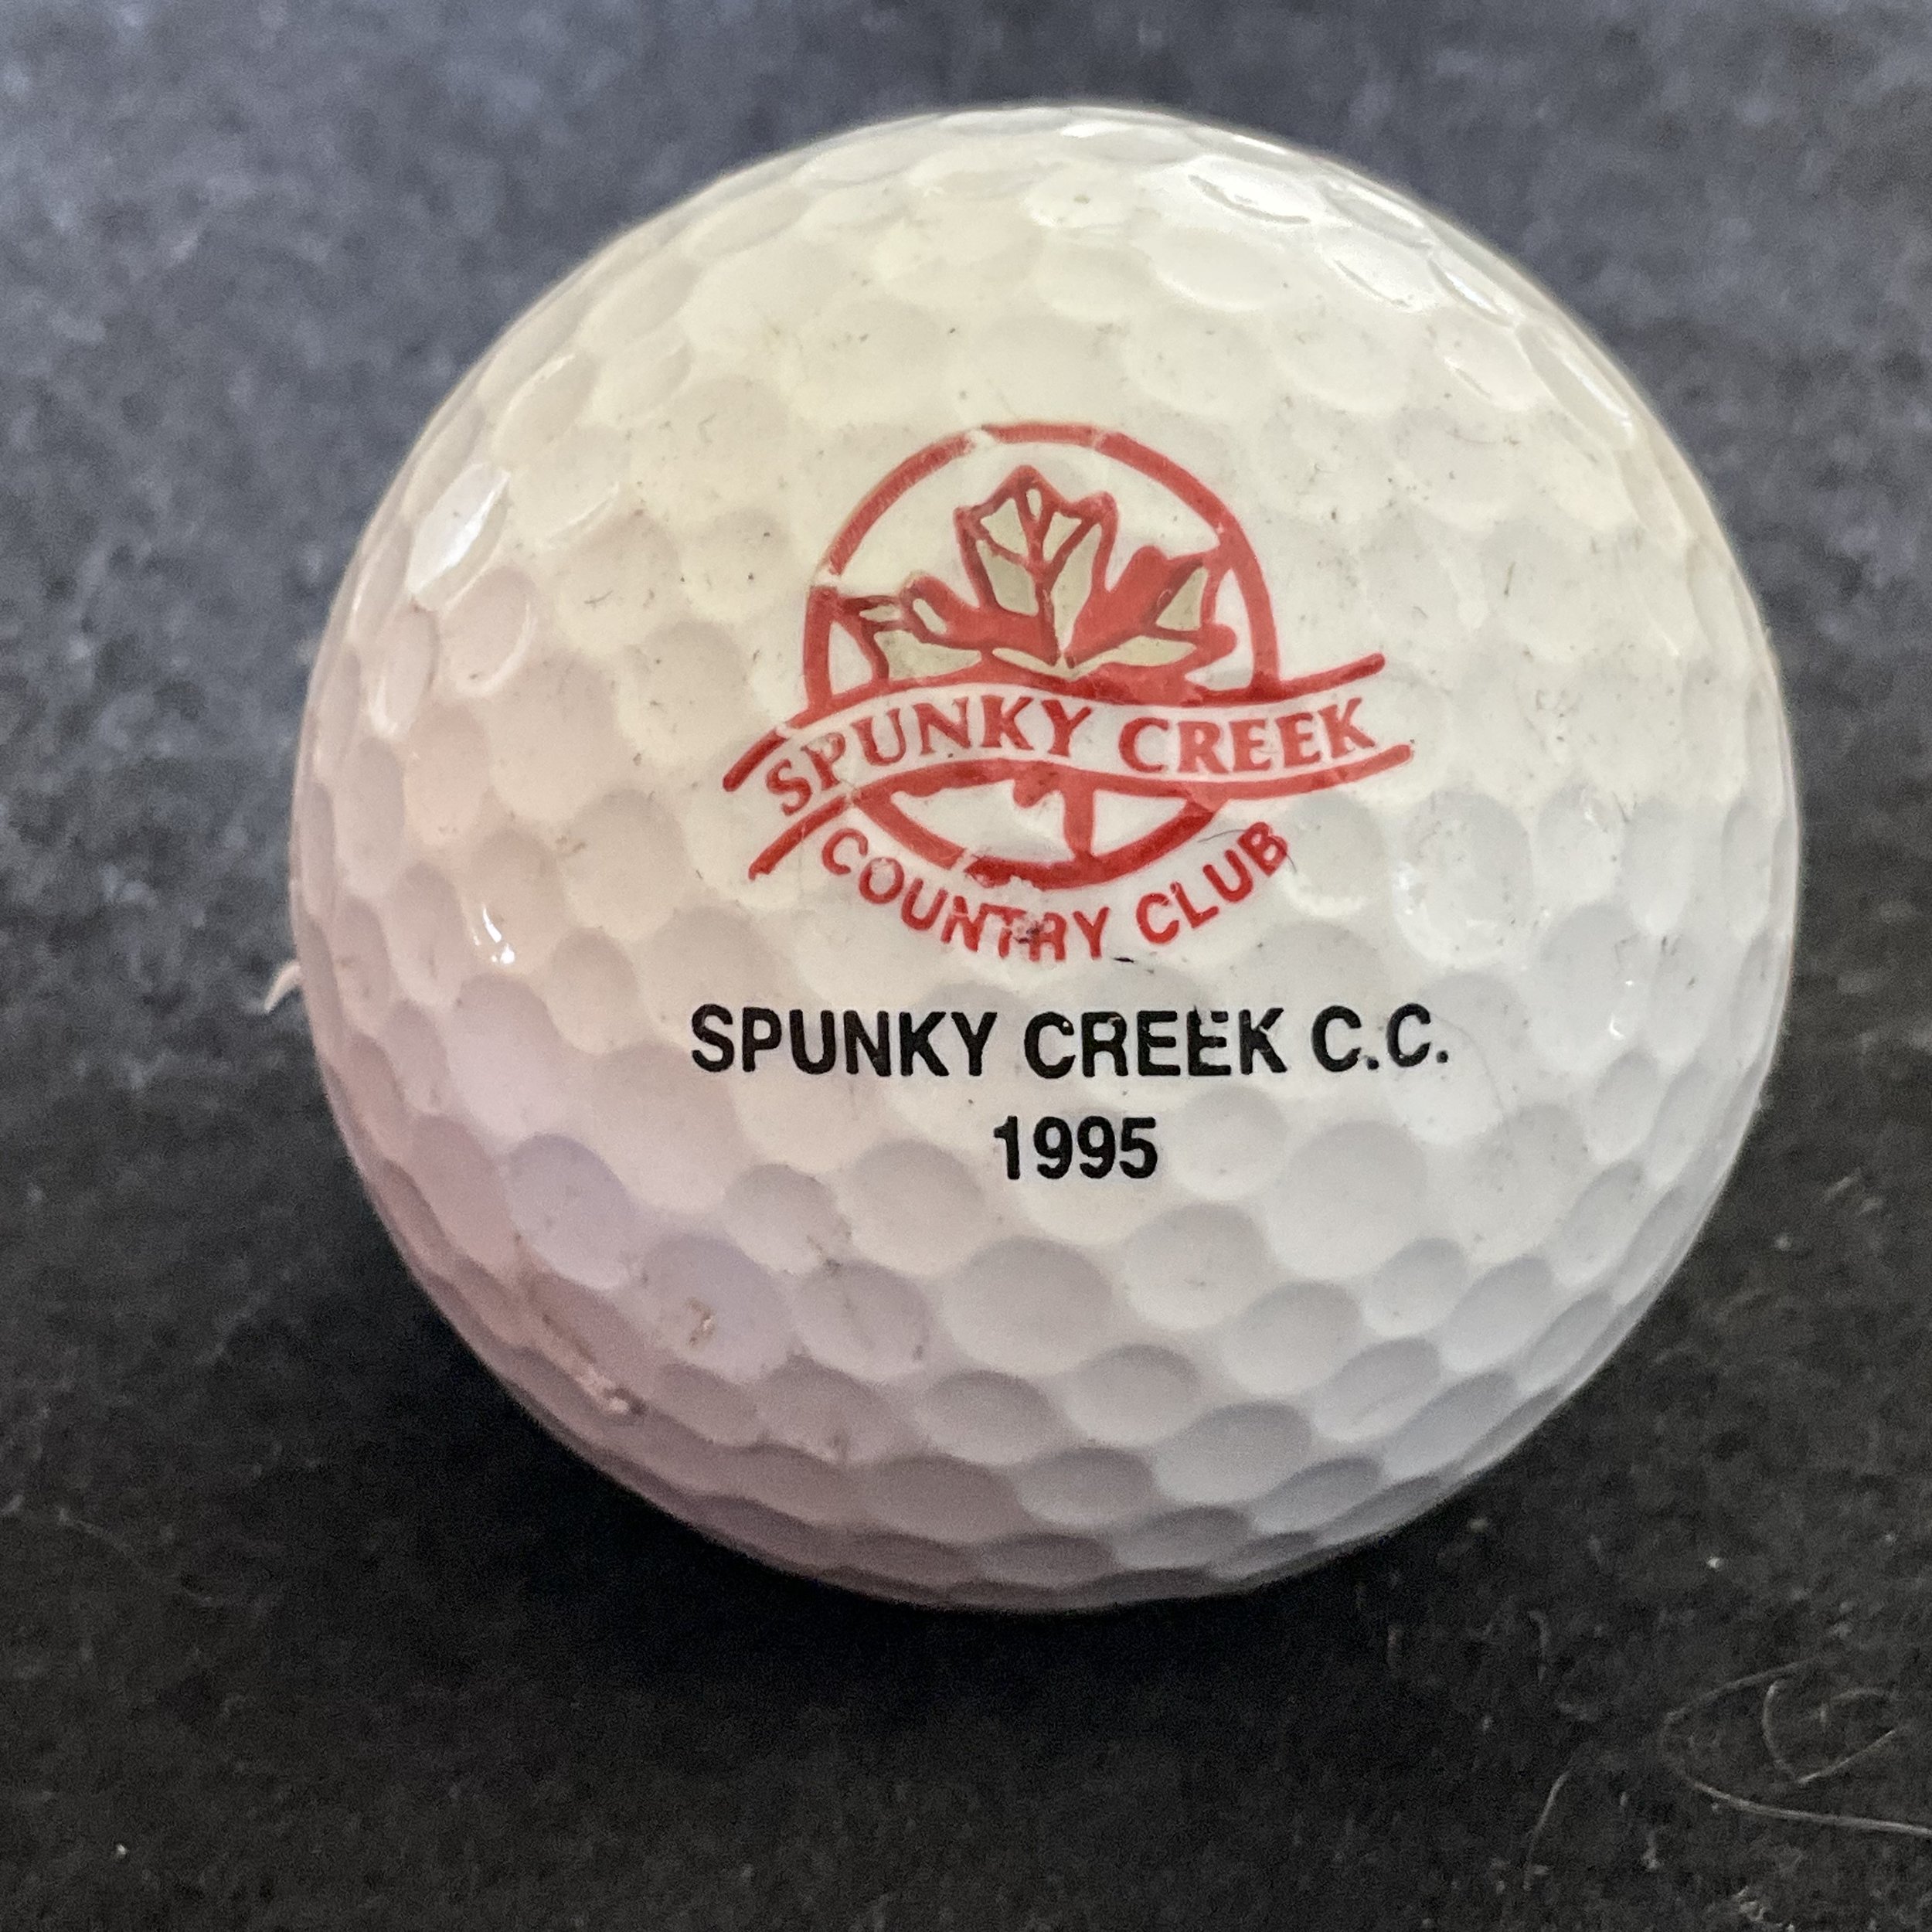 SPUNKY CREEK
COUNTRY CLUB
SPUNKY CREEK C.C.
1995